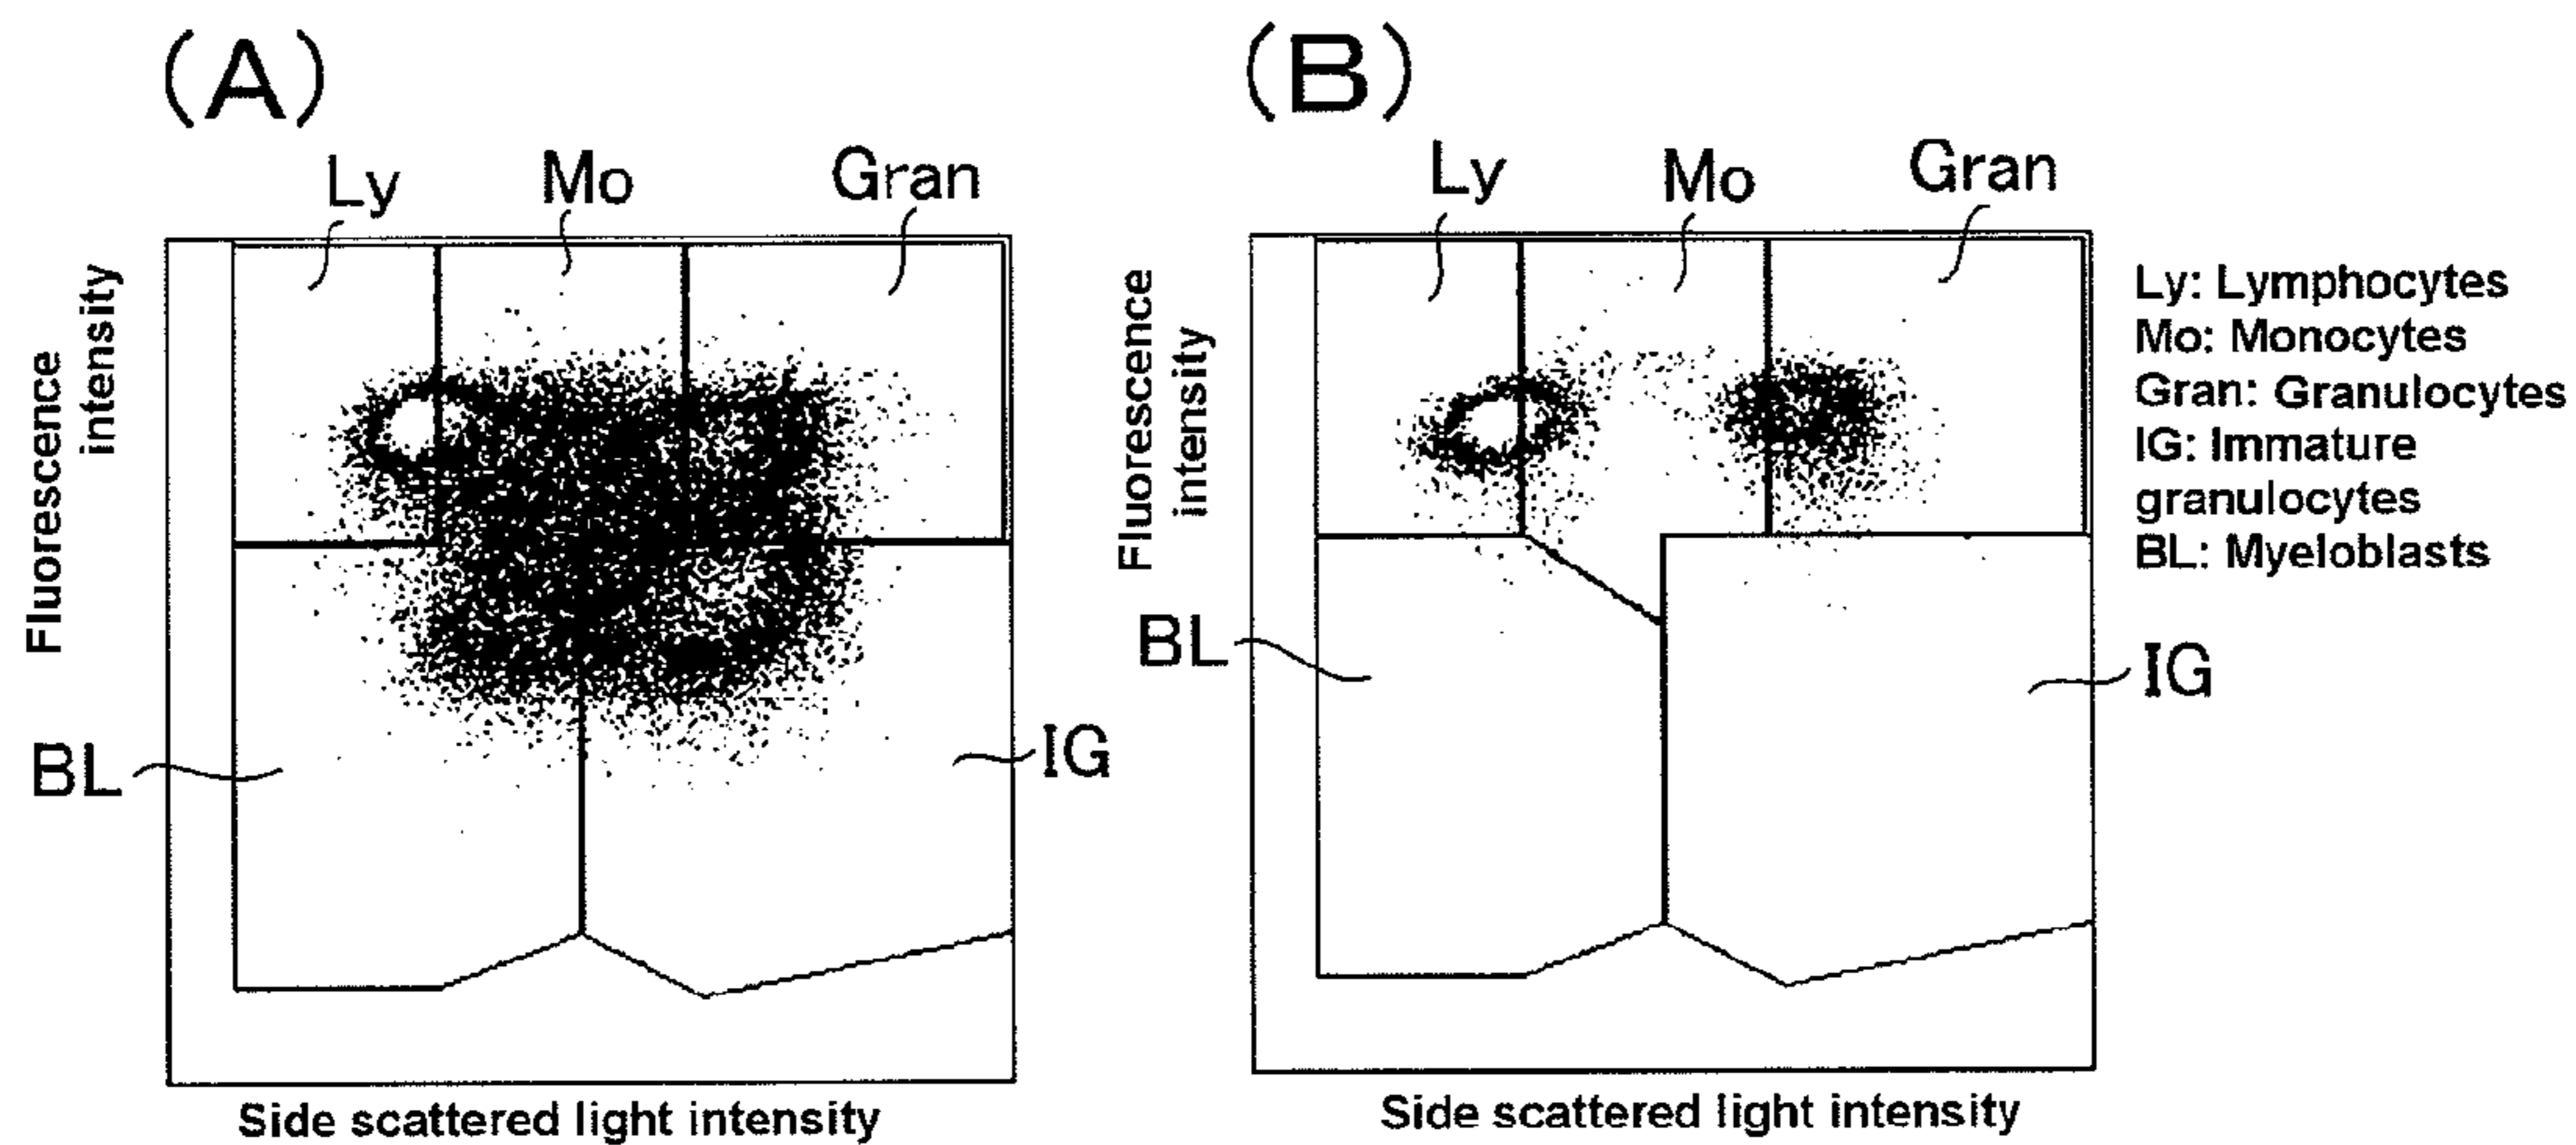 (A)
Ly
Mo
Gran
Fluorescence
intensity
BL
IG
Side scattered light intensity
(B)
Ly
Mo
Gran
Fluorescence
intensity
BL
IG
Side scattered light intensity
Ly: Lymphocytes
Mo: Monocytes
Gran: Granulocytes
IG: Immature
granulocytes
BL: Myeloblasts